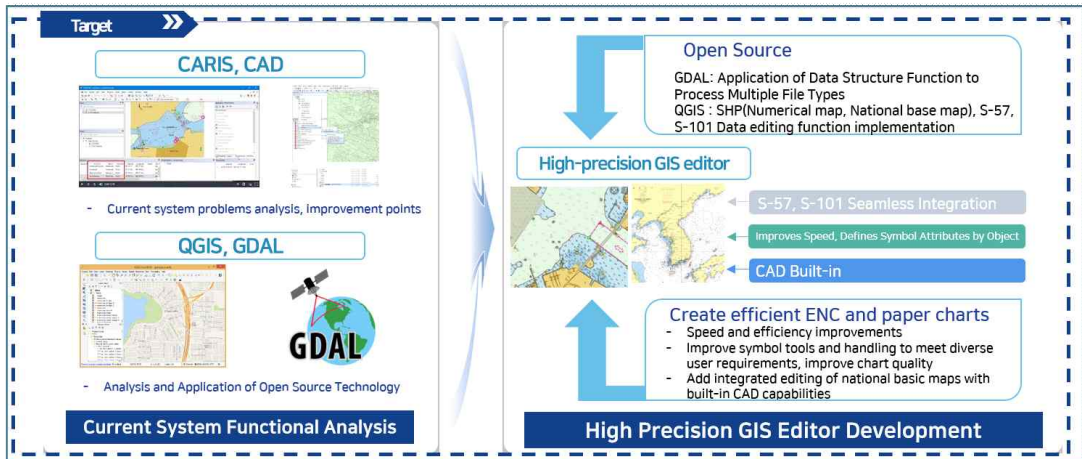 Target
CARIS, CAD
- Current system problems analysis, improvement points
QGIS, GDAL
GDAL
- Analysis and Application of Open Source Technology
Current System Functional Analysis
Open Source
GDAL: Application of Data Structure Function to
Process Multiple File Types
QGIS : SHP(Numerical map, National base map), S-57,
S-101 Data editing function implementation
High-precision GIS editor
S-57, S-101 Seamless Integration
Improves Speed, Defines Symbol Attributes by Object
CAD Built-in
Create efficient ENC and paper charts
- Speed and efficiency improvements
- Improve symbol tools and handling to meet diverse
user requirements, improve chart quality
- Add integrated editing of national basic maps with
built-in CAD capabilities
High Precision GIS Editor Development